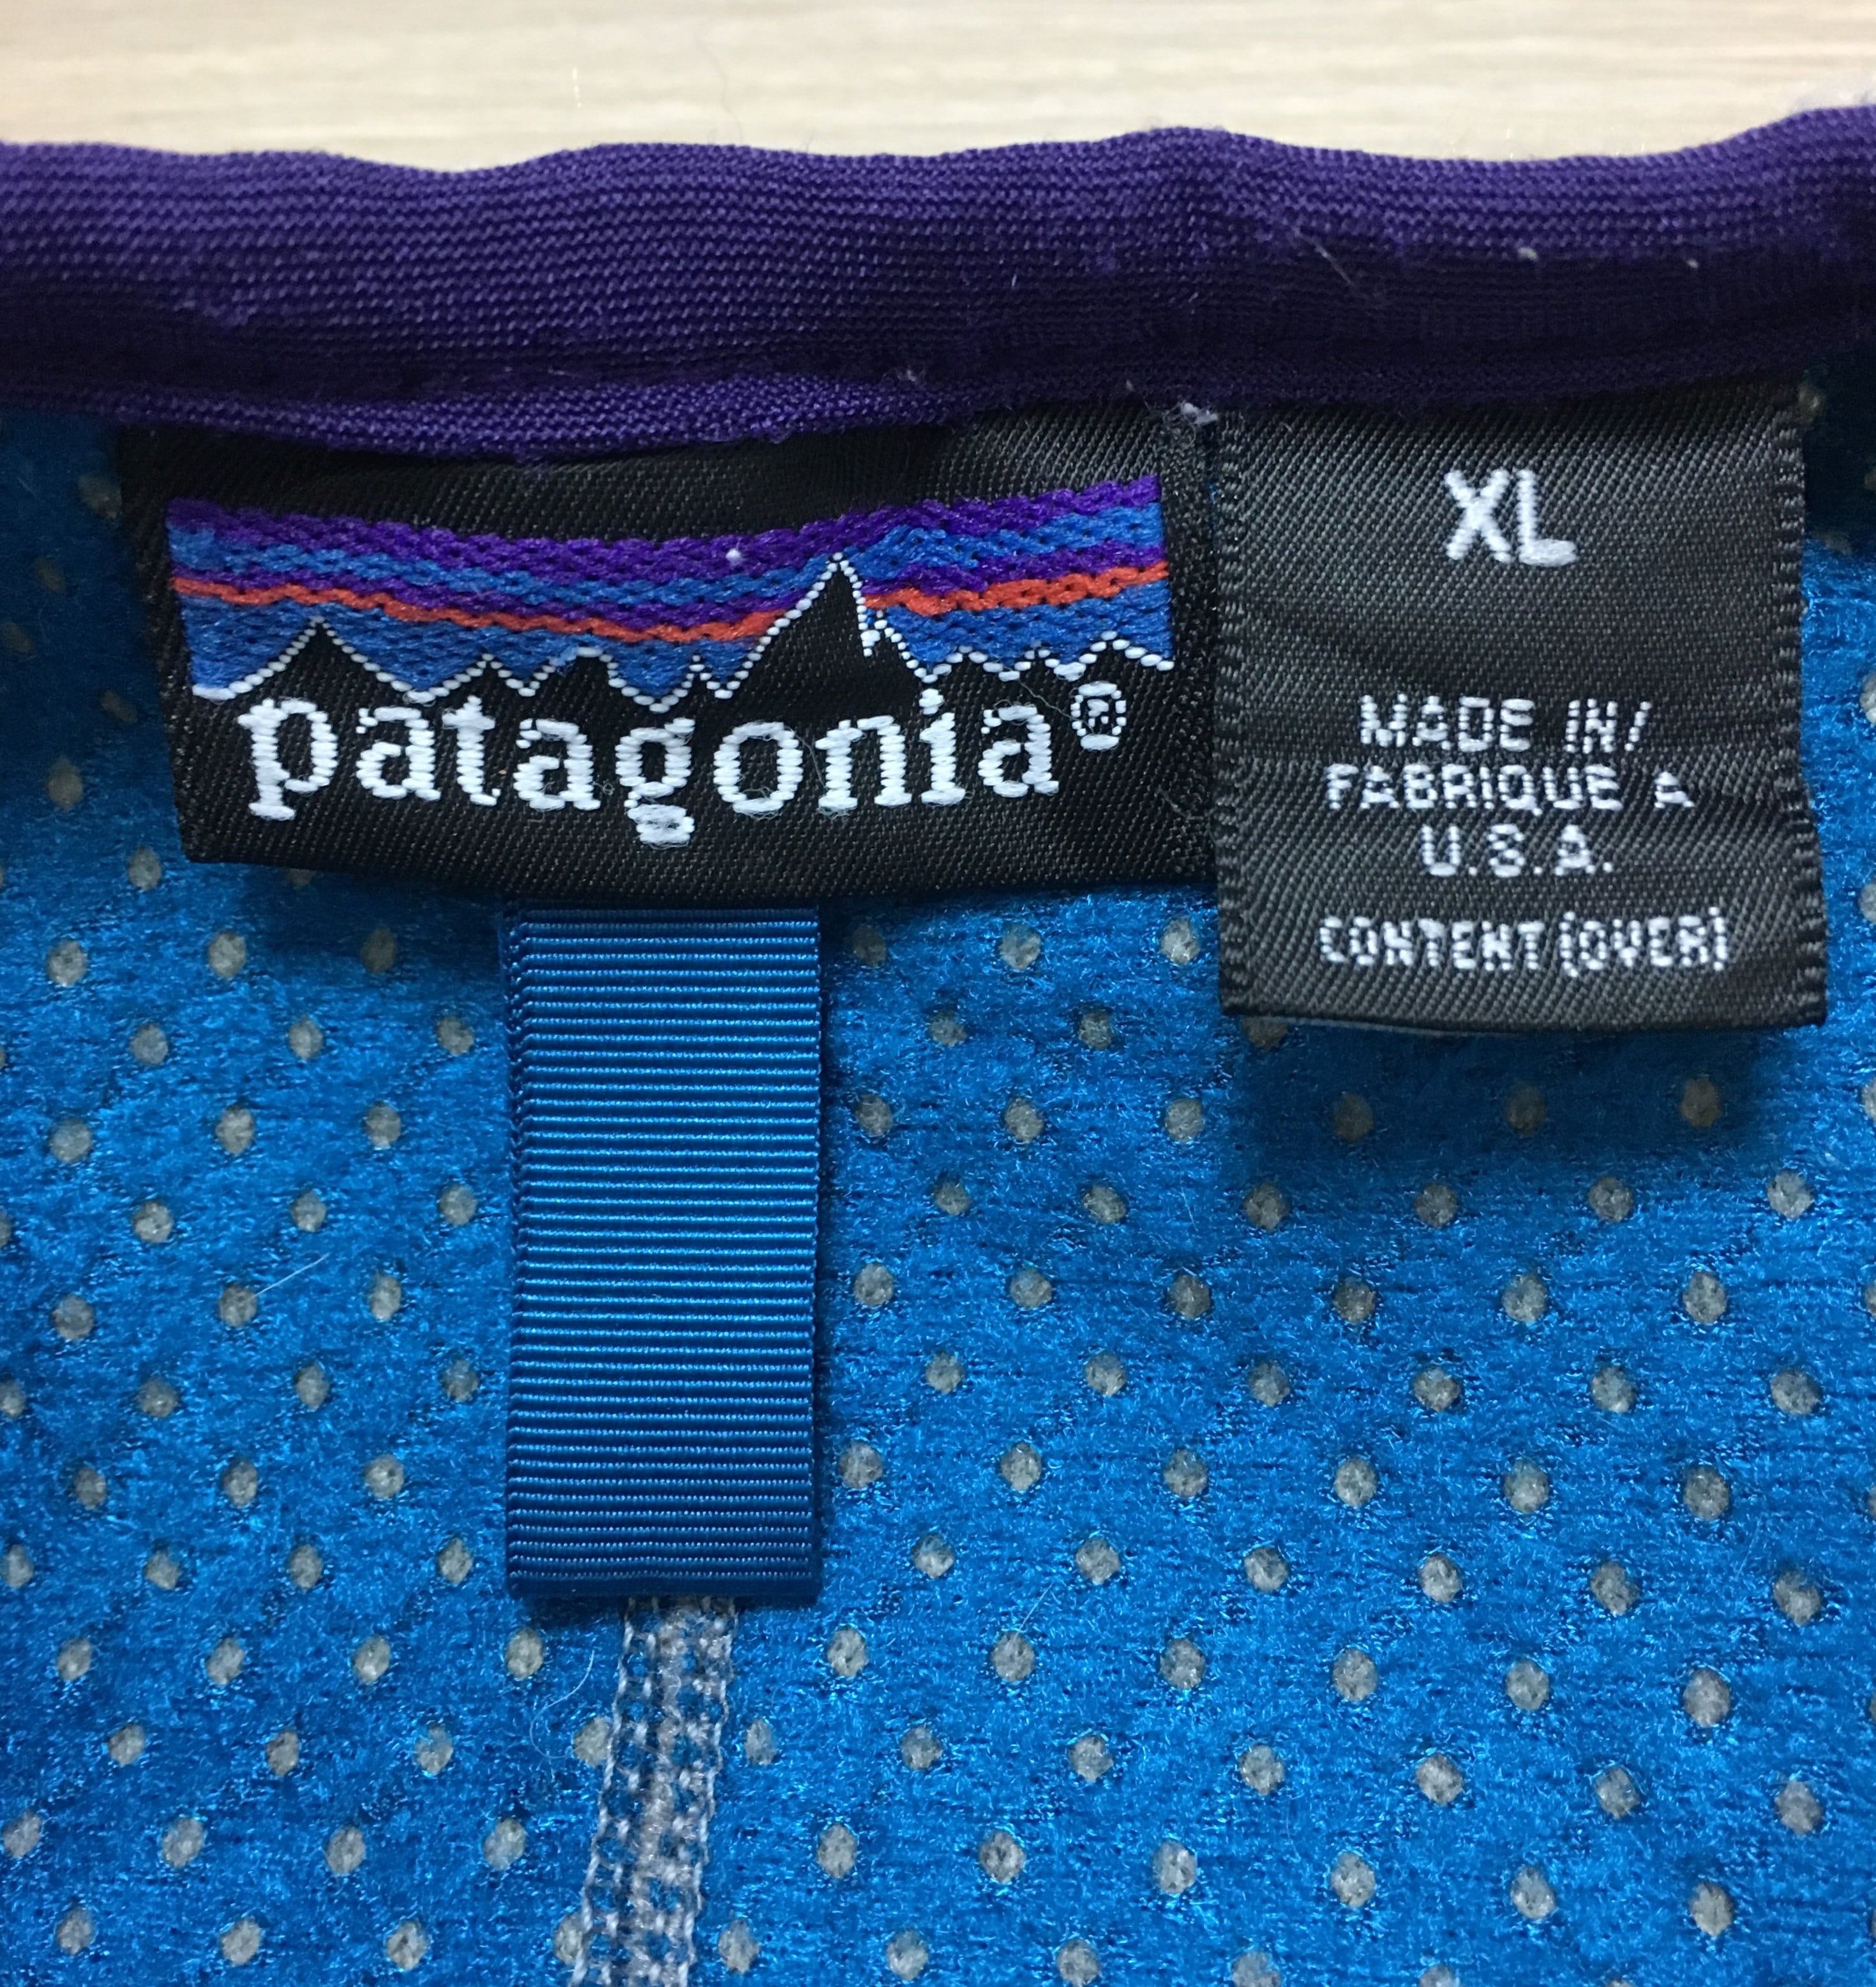 patagonia®
XL
MADE IN/
FABRIQUE A
U.S.A.
CONTENT (OVER)